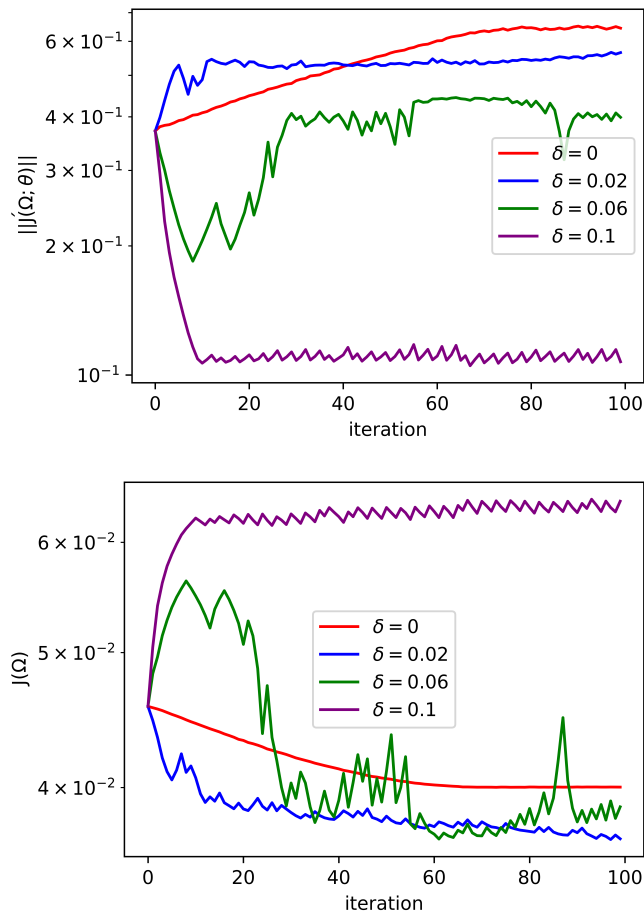 6 × 10⁻¹
4 × 10⁻¹
3 × 10⁻¹
2 × 10⁻¹
10⁻¹
||J́(Ω; θ)||
δ = 0
δ = 0.02
δ = 0.06
δ = 0.1
0 20 40 60 80 100
iteration
6 × 10⁻²
5 × 10⁻²
4 × 10⁻²
J(Ω)
δ = 0
δ = 0.02
δ = 0.06
δ = 0.1
0 20 40 60 80 100
iteration